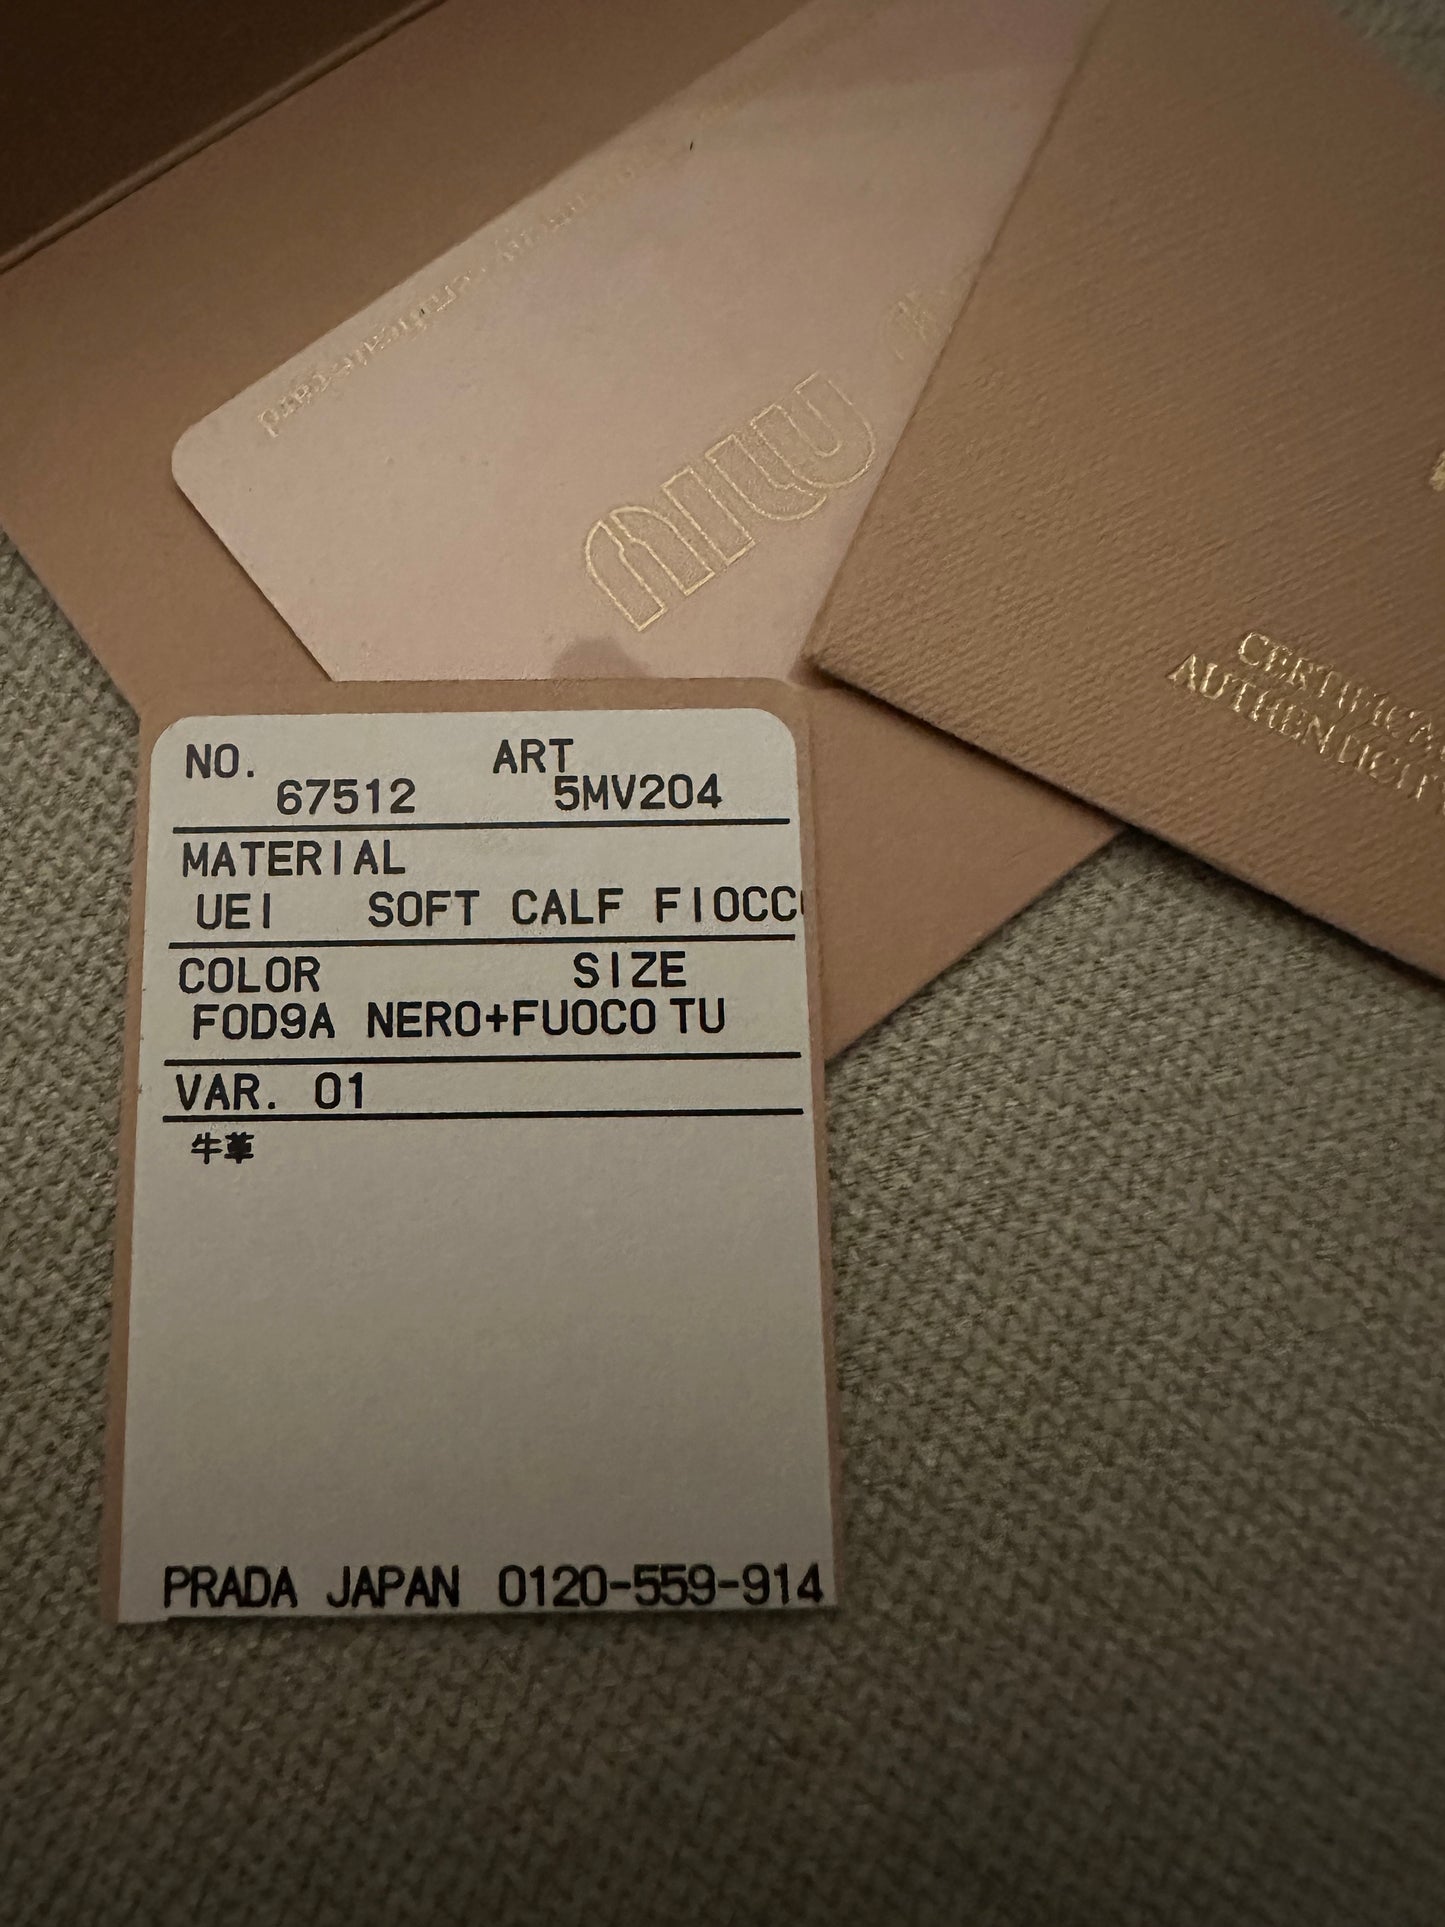 MIU
CERTIFICA
AUTHENTICIT
NO. ART
67512 5MV204
MATERIAL
UEI SOFT CALF FIOCC
COLOR SIZE
F0D9A NERO+FUOCO TU
VAR. 01
牛革
PRADA JAPAN 0120-559-914